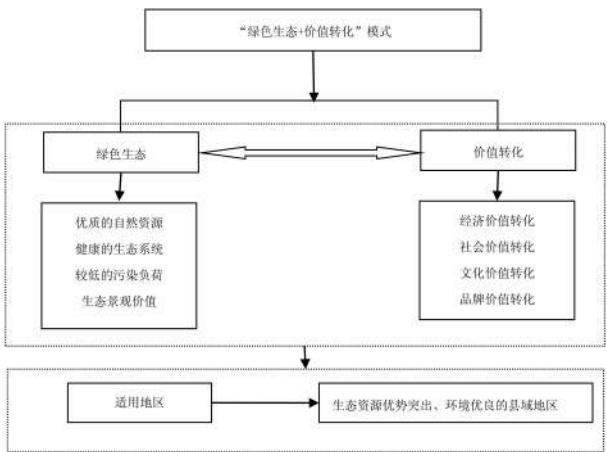 “绿色生态+价值转化”模式
绿色生态
价值转化
优质的自然资源
健康的生态系统
较低的污染负荷
生态景观价值
经济价值转化
社会价值转化
文化价值转化
品牌价值转化
适用地区
生态资源优势突出、环境优良的县域地区